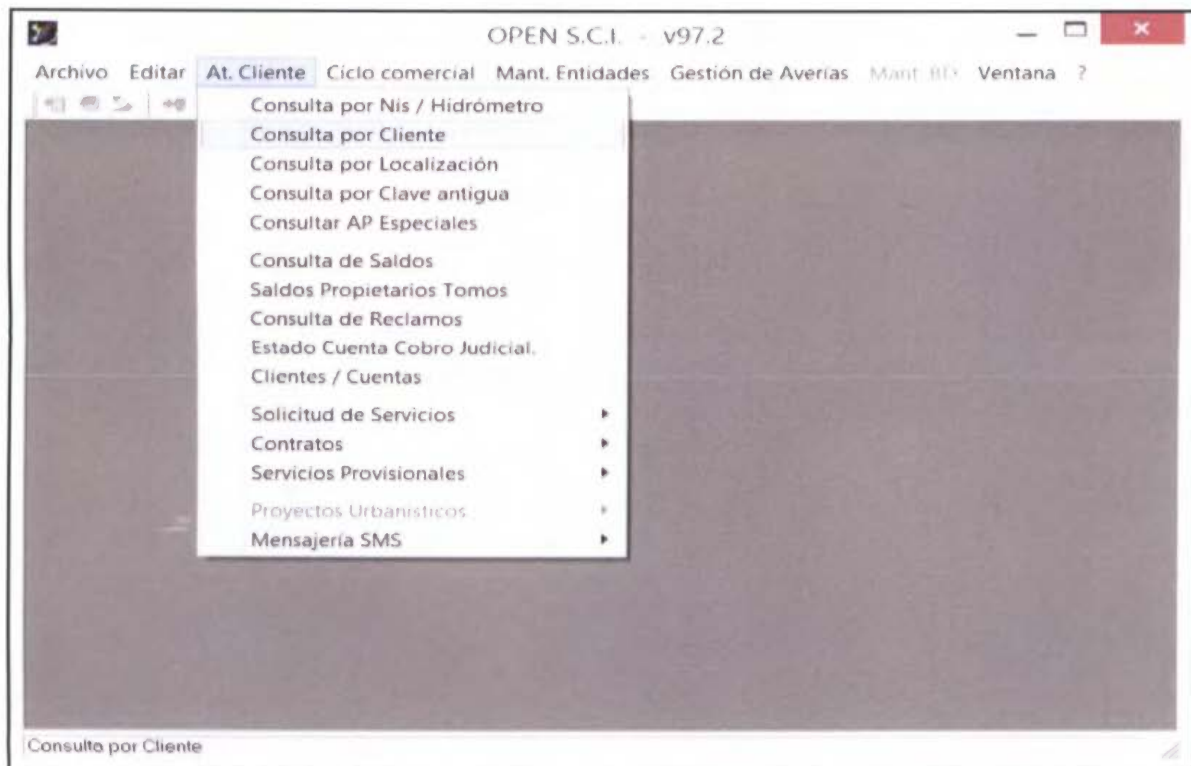 OPEN S.C.I. - v97.2
Archivo Editar At. Cliente Ciclo comercial Mant. Entidades Gestión de Averías Mant. BD Ventana ?
Consulta por Nis / Hidrómetro
Consulta por Cliente
Consulta por Localización
Consulta por Clave antigua
Consultar AP Especiales
Consulta de Saldos
Saldos Propietarios Tomos
Consulta de Reclamos
Estado Cuenta Cobro Judicial.
Clientes / Cuentas
Solicitud de Servicios
Contratos
Servicios Provisionales
Proyectos Urbanísticos
Mensajería SMS
Consulta por Cliente